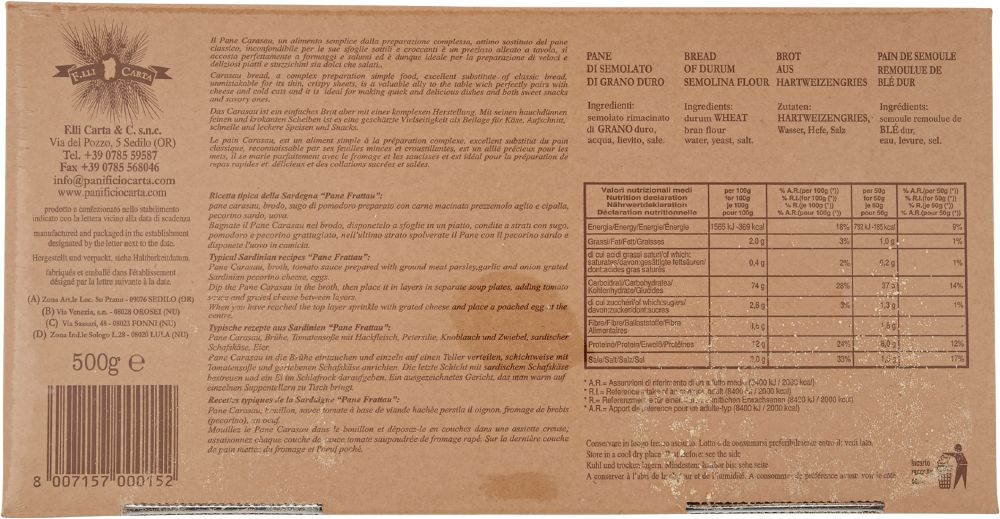 F.LLI CARTA
F.lli Carta & C. s.n.c.
Via del Pozzo, 5 Sedilo (OR)
Tel. +39 0785 59587
Fax +39 0785 568046
info@panificiocarta.com
www.panificiocarta.com
prodotto e confezionato nello stabilimento
indicato con la lettera vicino alla data di scadenza
manufactured and packaged in the establishment
designated by the letter next to the date.
Hergestellt und verpackt, siehe Haltbarkeitdatum.
fabriqués et emballé dans l'établissement
désigné par la lettre suivante à la date.
(A) Zona Art.le Loc. Su Pranu - 09076 SEDILO (OR)
(B) Via Venezia, s.n. - 08028 OROSEI (NU)
(C) Via Sassari, 48 - 08023 FONNI (NU)
(D) Zona Ind.le Sologo L.28 - 08020 LULA (NU)
500g e
8 007157 000152
Il Pane Carasau, un alimento semplice dalla preparazione complessa, ottimo sostituto del pane
classico, inconfondibile per le sue sfoglie sottili e croccanti è un prezioso alleato a tavola, si
accosta perfettamente a formaggi e salumi ed è dunque ideale per la preparazione di veloci e
deliziosi piatti e stuzzichini sia dolci che salati.
Carasau bread, a complex preparation simple food, excellent substitute of classic bread,
unmistakable for its thin, crispy sheets, is a valuable ally to the table wich perfectly pairs with
cheese and cold cuts and it is ideal for making quick and delicious dishes and both sweet snacks
and savory ones.
Das Carasau ist ein einfaches Brot aber mit einer komplexen Herstellung. Mit seinen hauchdünnen
feinen und krokanten Scheiben ist es eine geschätzte Vielseitigkeit als Beilage für Käse, Aufschnitt,
schnelle und leckere Speisen und Snacks.
Le pain Carasau, est un aliment simple à la préparation complexe, excellent substitut du pain
classique, reconnaissable par ses feuilles minces et croustillantes, est un allié précieux pour les
mets, il se marie parfaitement avec le fromage et les saucisses et est idéal pour la préparation de
repas rapides et délicieux et des collations sucrées et salées.
Ricetta tipica della Sardegna "Pane Frattau":
pane carasau, brodo, sugo di pomodoro preparato con carne macinata prezzemolo aglio e cipolla,
pecorino sardo, uova.
Bagnate il Pane Carasau nel brodo, disponetelo a sfoglie in un piatto, condite a strati con sugo,
pomodoro e pecorino grattugiato, nell'ultimo strato spolverate il Pane con Il pecorino sardo e
disponete l'uovo in camicia.
Typical Sardinian recipes "Pane Frattau":
Pane Carasau, broth, tomato sauce prepared with ground meat parsley,garlic and onion grated
Sardinian pecorino cheese, eggs.
Dip the Pane Carasau in the broth, then place it in layers in separate soup plates, adding tomato
sauce and grated cheese between layers.
When you have reached the top layer sprinkle with grated cheese and place a poached egg at the
centre.
Typische rezepte aus Sardinien "Pane Frattau":
Pane Carasau, Brühe, Tomatensoße mit Hackfleisch, Petersilie, Knoblauch und Zwiebel, sardischer
Schafskäse, Eier.
Pane Carasau in die Brühe eintauchen und einzeln auf einen Teller verteilen, schichtweise mit
Tomatensoße und geriebenen Schafskäse anrichten. Die letzte Schicht mit sardischem Schafskäse
bestreuen und ein Ei im Schlafrock daraufgeben. Ein ausgezeichnetes Gericht, das man warm auf
einzelnen Suppentellern zu Tisch bringt.
Recettes typiques de la Sardaigne "Pane Frattau":
Pane Carasau, bouillon, sauce tomate à base de viande hachée persila il oignon, fromage de brebis
(pecorino), en oeuf.
Mouillez le Pane Carasau dans le bouillon et déposez-le en couches dans une assiette creuse;
assaisonnez chaque couche de sauce tomate saupoudrée de fromage rapé. Sur la dernière couche
de pain mettez du fromage et l'oeuf poché.
PANE
DI SEMOLATO
DI GRANO DURO
Ingredienti:
semolato rimacinato
di GRANO duro,
acqua, lievito, sale.
BREAD
OF DURUM
SEMOLINA FLOUR
Ingredients:
durum WHEAT
bran flour
water, yeast, salt.
BROT
AUS
HARTWEIZENGRIES
Zutaten:
HARTWEIZENGRIES,
Wasser, Hefe, Salz
PAIN DE SEMOULE
REMOULUE DE
BLÉ DUR
Ingrédients:
semoule remoulue de
BLÉ dur,
eau, levure, sel.
Valori nutrizionali medi per 100g % A.R.(per 100g (*)) per 50g % A.R.(per 50g (*))
Nutrition declaration for 100g % R.I.(for 100g (*)) for 50g % R.I.(for 50g (*))
Nährwertdeklaration je 100g % R.(je 100g (*)) je 50g % R.(je 50g (*))
Déclaration nutritionnelle pour 100g % A.R.(pour 100g (*)) pour 50g % A.R.(pour 50g (*))
Energia/Energy/Energie/Énergie 1565 kJ -369 kcal 18% 782 kJ -185 kcal 9%
Grassi/Fat/Fett/Graisses 2,0 g 3% 1,0 g 1%
di cui acidi grassi saturi/of which:
saturates/davon:gesättigte fettsäuren/ 0,4 g 2% 0,2 g 1%
dont:acides gras saturés
Carboidrati/Carbohydrates/
Kohlenhydrate/Glucides 74 g 28% 37 g 14%
di cui zuccheri/of which:sugars/
davon:zucker/dont:sucres 2,6 g 3% 1,3 g 1%
Fibre/Fibre/Ballaststoffe/Fibre
Alimentaires
Proteine/Protein/Eiweiß/Protéines 12 g 24% 6,0 g 12%
Sale/Salt/Salz/Sel 2,0 g 33% 17%
* A.R.= Assunzioni di riferimento di un adulto medio (8400 kJ / 2000 kcal)
R.I.= Reference intake of an adult (8400 kJ / 2000 kcal)
* R.= Referenzmenge für einen durchschnittlichen Erwachsenen (8400 kJ / 2000 kcal)
* A.R.= Apport de référence pour un adulte-typ (8400 kJ / 2000 kcal)
Conservare in luogo fresco asciutto. Lotto e da consumarsi preferibilmente entro il: vedi lato.
Store in a cool dry place. before: see the side
Kuhl und trocken lagern. Mindestens haltbar bis: sehe seite
A conserver à l'abri de la chaleur et de l'humidité. A consommer de préférence avant voir le côté.